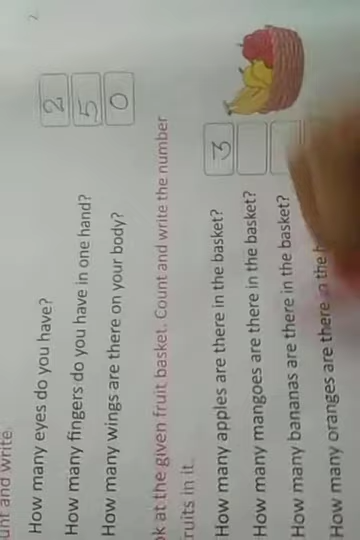 unt and write.
How many eyes do you have? 2
How many fingers do you have in one hand? 5
How many wings are there on your body? 0
ok at the given fruit basket. Count and write the number
ruits in it.
How many apples are there in the basket? 3
How many mangoes are there in the basket?
How many bananas are there in the basket?
How many oranges are there in the